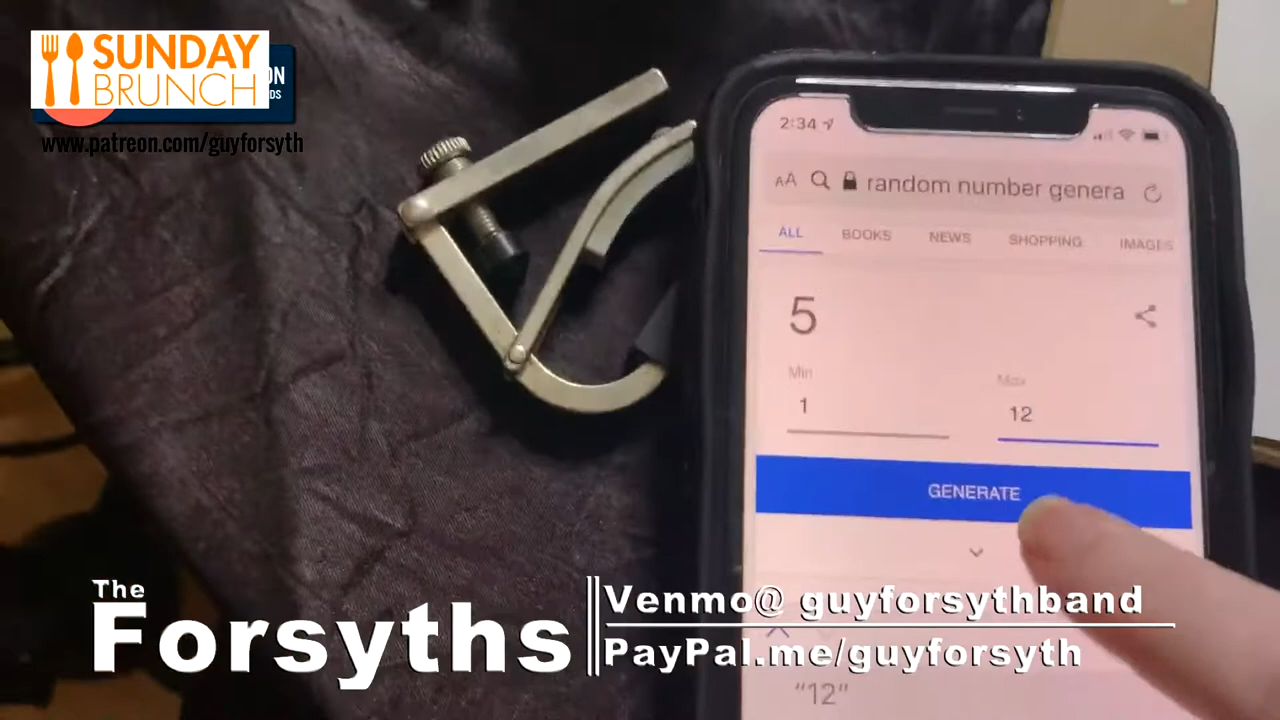 SUNDAY
BRUNCH
ON
DS
www.patreon.com/guyforsyth
2:34
AA random number genera
ALL BOOKS NEWS SHOPPING IMAGES
5
Min Max
1 12
GENERATE
"12"
The
Forsyths
Venmo@ guyforsythband
PayPal.me/guyforsyth